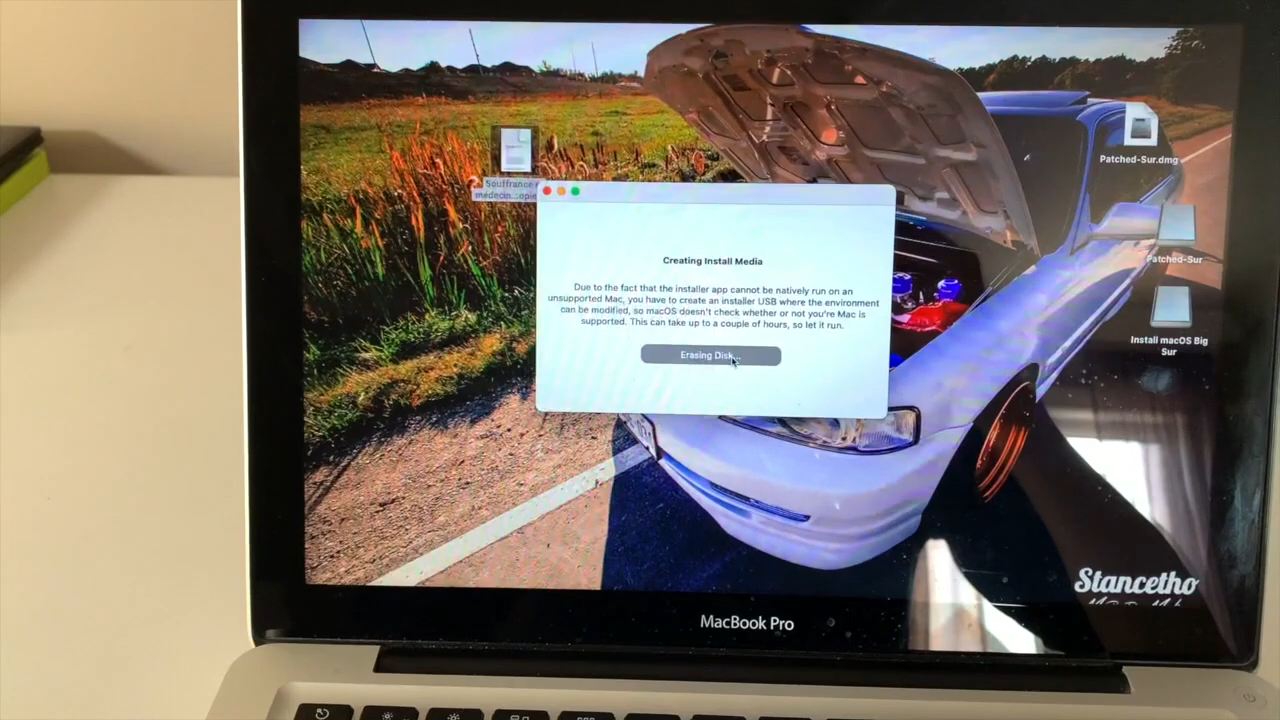 Patched-Sur.dmg
Souffrance
médecin...opie
Patched-Sur
Creating Install Media
Due to the fact that the installer app cannot be natively run on an
unsupported Mac, you have to create an installer USB where the environment
can be modified, so macOS doesn't check whether or not you're Mac is
supported. This can take up to a couple of hours, so let it run.
Erasing Disk...
Install macOS Big
Sur
Stancetho
MacBook Pro